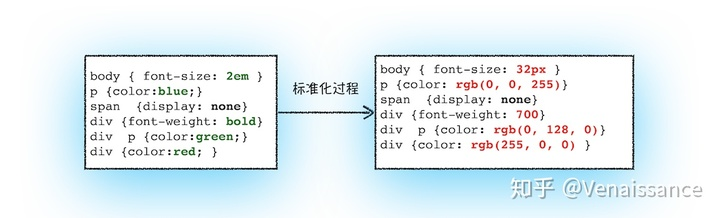 body { font-size: 2em }
p {color:blue;}
span  {display: none}
div {font-weight: bold}
div  p {color:green;}
div {color:red; }
标准化过程
body { font-size: 32px }
p {color: rgb(0, 0, 255)}
span  {display: none}
div {font-weight: 700}
div  p {color: rgb(0, 128, 0)}
div {color: rgb(255, 0, 0) }
知乎 @Venaissance